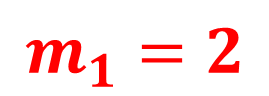 m₁ = 2